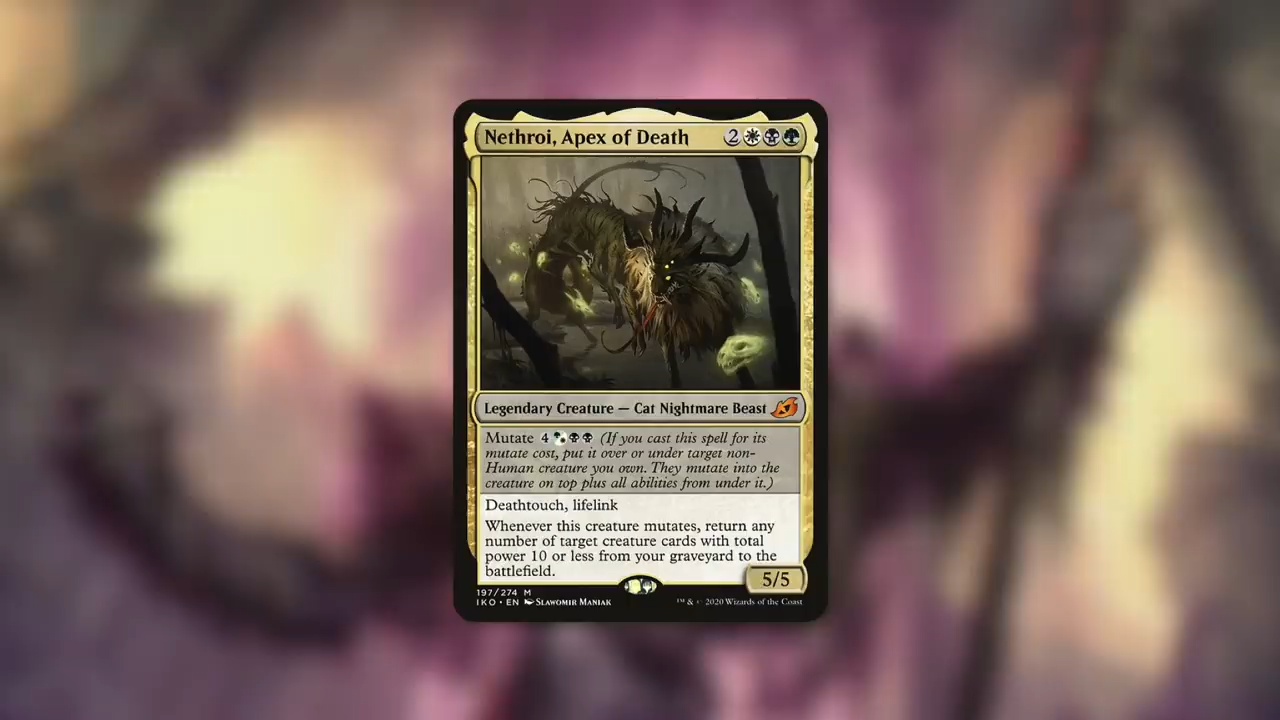 Nethroi, Apex of Death 2
Legendary Creature — Cat Nightmare Beast
Mutate 4 (If you cast this spell for its
mutate cost, put it over or under target non-
Human creature you own. They mutate into the
creature on top plus all abilities from under it.)
Deathtouch, lifelink
Whenever this creature mutates, return any
number of target creature cards with total
power 10 or less from your graveyard to the
battlefield.
5/5
197/274 M
IKO • EN Slawomir Maniak
™ & © 2020 Wizards of the Coast